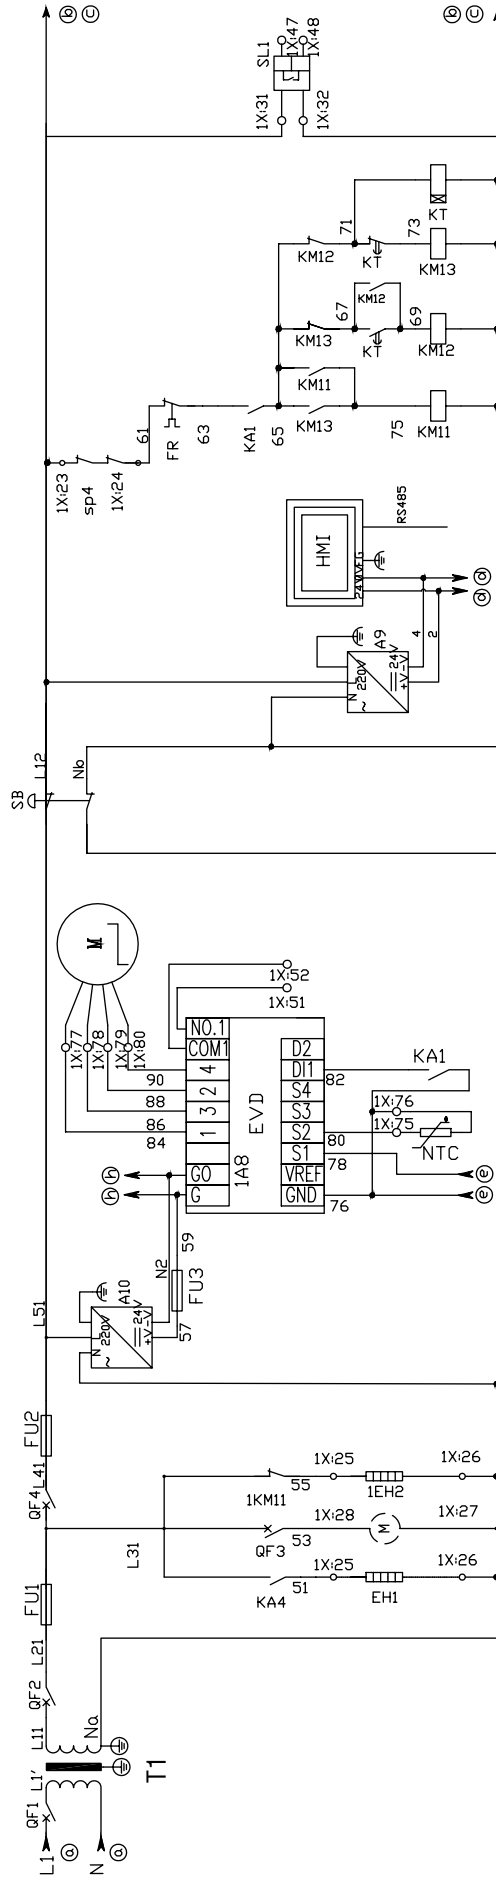 L1
ⓐ
N
ⓐ
QF1
L1'
L11
Na
T1
QF2
L21
FU1
L31
QF4
L41
FU2
L51
KA4
51
1X:25
EH1
1X:26
QF3
53
1X:28
M
1X:27
1KM11
55
1X:25
1EH2
1X:26
A10
N
L
220V
~
24V
+V-V
57
FU3
59
N2
ⓗ
ⓗ
G
GO
1
3
2
4
COM1
NO.1
1A8
EVD
GND
VREF
S1
S2
S3
S4
DI1
D2
76
78
80
82
84
86
88
90
1X:77
1X:78
1X:79
1X:80
M
1X:51
1X:52
1X:75
1X:76
NTC
KA1
ⓔ
ⓔ
SB
L12
Nb
A9
N
L
220V
~
24V
+V-V
2
4
ⓓ
ⓓ
HMI
RS485
1X:23
sp4
1X:24
61
FR
63
KA1
65
KM13
KM11
75
KM11
KM13
67
KT
KM12
69
KM12
KM12
71
KT
73
KM13
KT
SL1
1X:31
1X:32
1X:47
1X:48
ⓑ
ⓒ
ⓑ
ⓒ